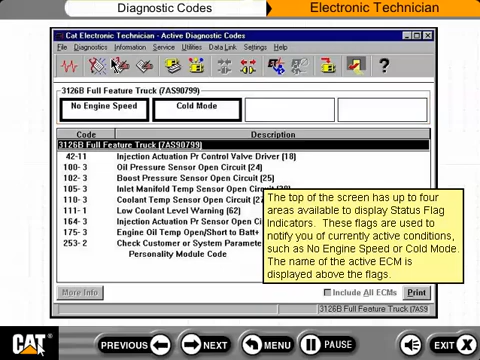 Diagnostic Codes
Electronic Technician
Cat Electronic Technician - Active Diagnostic Codes
File Diagnostics Information Service Utilities Data Link Settings Help
3126B Full Feature Truck (7AS90799)
No Engine Speed
Cold Mode
Code Description
3126B Full Feature Truck (7AS90799)
42-11 Injection Actuation Pr Control Valve Driver (18)
100- 3 Oil Pressure Sensor Open Circuit (24)
102- 3 Boost Pressure Sensor Open Circuit (25)
105- 3 Inlet Manifold Temp Sensor Open
110- 3 Coolant Temp Sensor Open Circuit
111- 1 Low Coolant Level Warning (62)
164- 3 Injection Actuation Pr Sensor Open
175- 3 Engine Oil Temp Open/Short to Batt+
253- 2 Check Customer or System Parameter
Personality Module Code
The top of the screen has up to four
areas available to display Status Flag
Indicators. These flags are used to
notify you of currently active conditions,
such as No Engine Speed or Cold Mode.
The name of the active ECM is
displayed above the flags.
More Info
Include All ECMs
Print
CAT
PREVIOUS
NEXT
MENU
PAUSE
EXIT